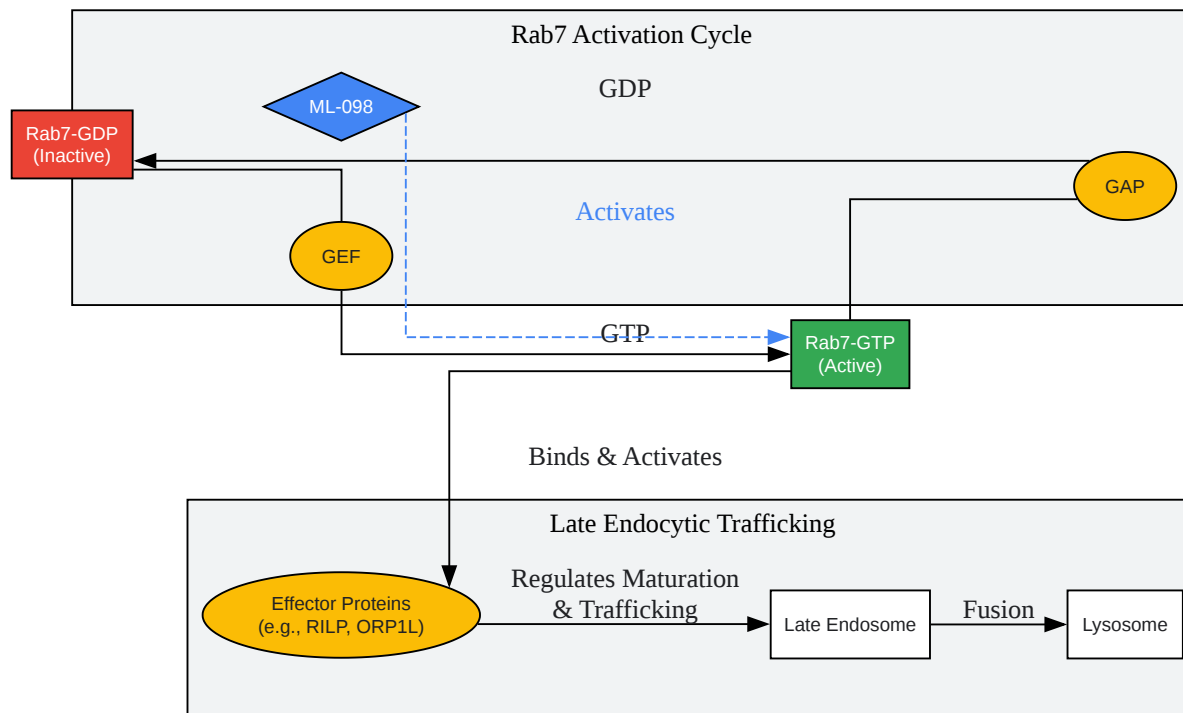 Rab7 Activation Cycle
GDP
ML-098
Rab7-GDP
(Inactive)
GAP
Activates
GEF
GTP
Rab7-GTP
(Active)
Binds & Activates
Late Endocytic Trafficking
Regulates Maturation
& Trafficking
Effector Proteins
(e.g., RILP, ORP1L)
Late Endosome
Fusion
Lysosome